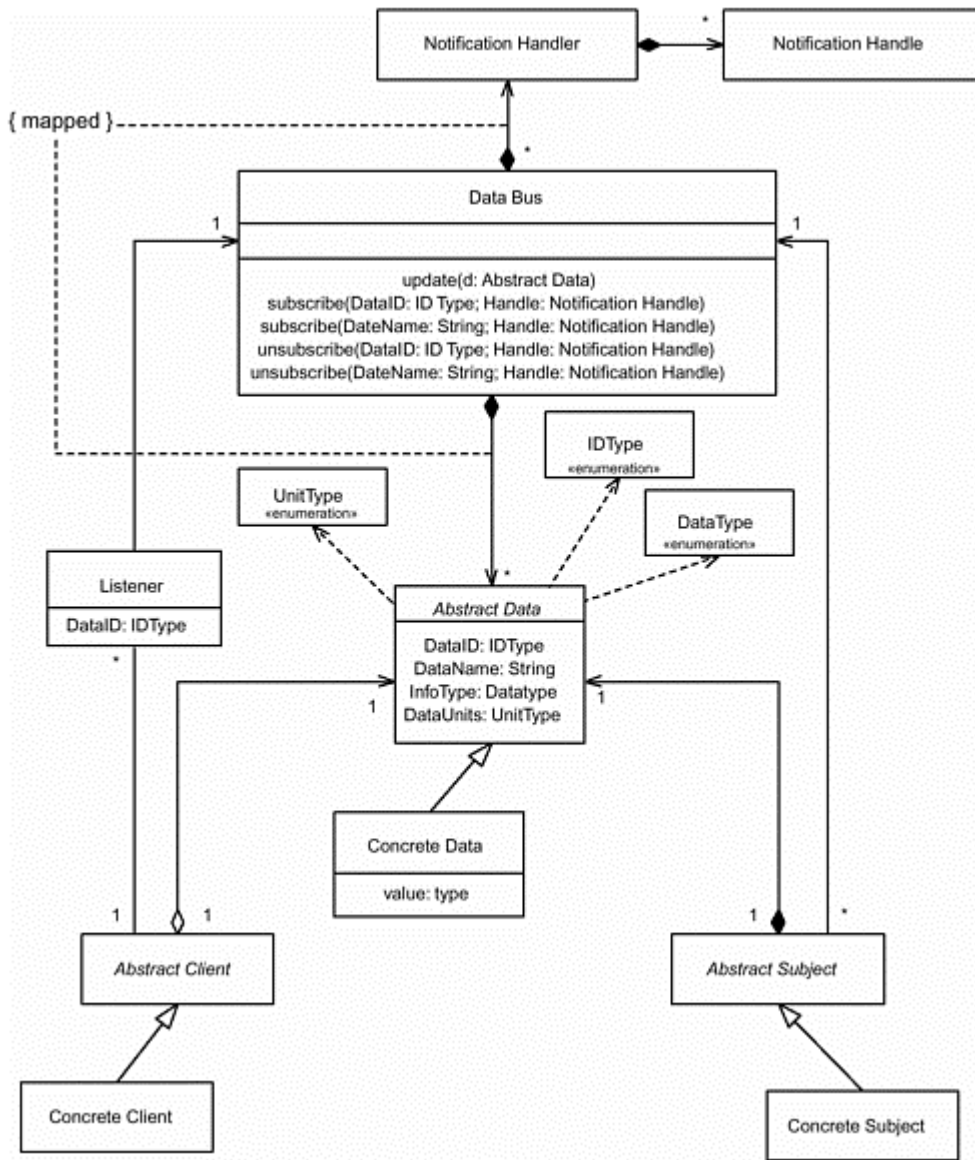 Notification Handler
*
Notification Handle
{ mapped }
*
Data Bus
1
1
update(d: Abstract Data)
subscribe(DataID: ID Type; Handle: Notification Handle)
subscribe(DateName: String; Handle: Notification Handle)
unsubscribe(DataID: ID Type; Handle: Notification Handle)
unsubscribe(DateName: String; Handle: Notification Handle)
IDType
«enumeration»
UnitType
«enumeration»
DataType
«enumeration»
Listener
DataID: IDType
*
*
Abstract Data
DataID: IDType
DataName: String
InfoType: Datatype
DataUnits: UnitType
1
1
Concrete Data
value: type
1
1
1
*
Abstract Client
Abstract Subject
Concrete Client
Concrete Subject